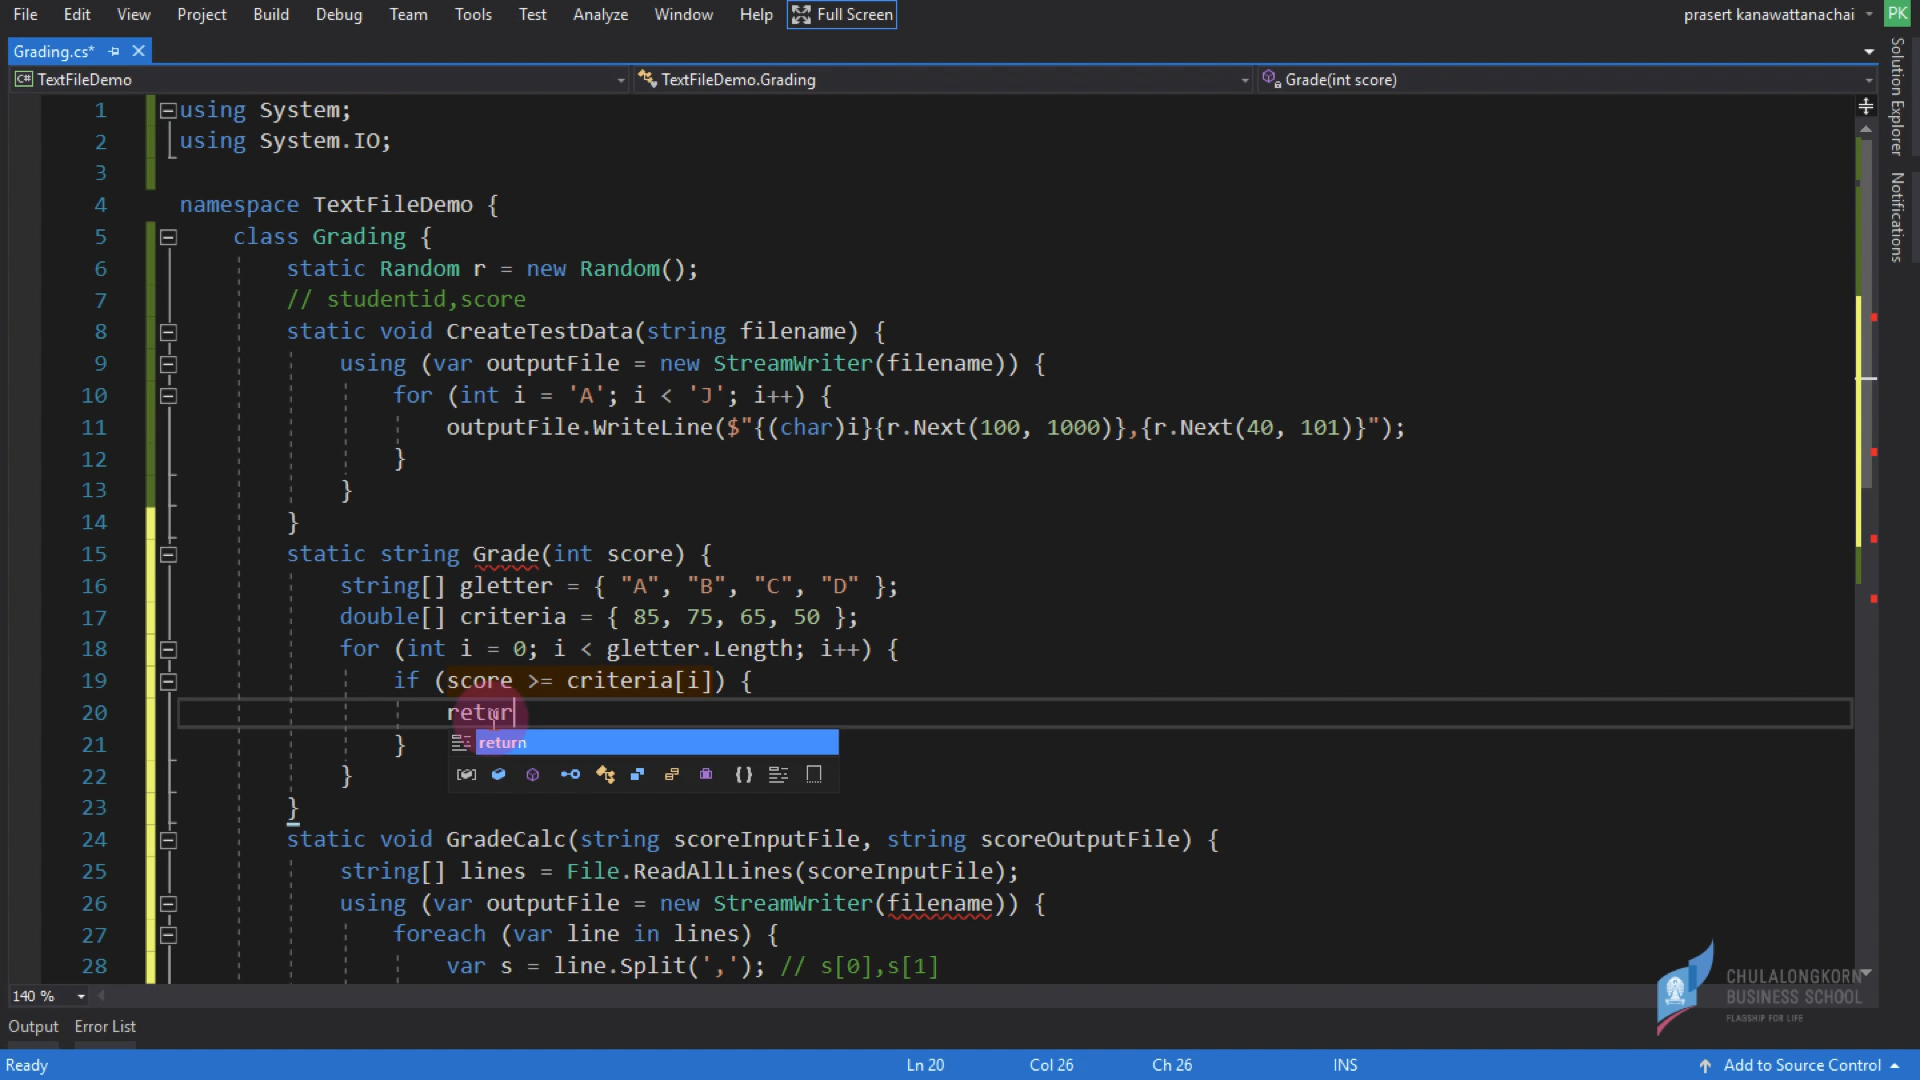 File Edit View Project Build Debug Team Tools Test Analyze Window Help Full Screen prasert kanawattanachai PK
Grading.cs*
C# TextFileDemo TextFileDemo.Grading Grade(int score)
1 using System;
2 using System.IO;
3
4 namespace TextFileDemo {
5 class Grading {
6 static Random r = new Random();
7 // studentid,score
8 static void CreateTestData(string filename) {
9 using (var outputFile = new StreamWriter(filename)) {
10 for (int i = 'A'; i < 'J'; i++) {
11 outputFile.WriteLine($"{(char)i}{r.Next(100, 1000)},{r.Next(40, 101)}");
12 }
13 }
14 }
15 static string Grade(int score) {
16 string[] gletter = { "A", "B", "C", "D" };
17 double[] criteria = { 85, 75, 65, 50 };
18 for (int i = 0; i < gletter.Length; i++) {
19 if (score >= criteria[i]) {
20 retur
return
21 }
22 }
23 }
24 static void GradeCalc(string scoreInputFile, string scoreOutputFile) {
25 string[] lines = File.ReadAllLines(scoreInputFile);
26 using (var outputFile = new StreamWriter(filename)) {
27 foreach (var line in lines) {
28 var s = line.Split(','); // s[0],s[1]
140 %
Output Error List
Ready Ln 20 Col 26 Ch 26 INS Add to Source Control
Solution Explorer
Notifications
CHULALONGKORN
BUSINESS SCHOOL
FLAGSHIP FOR LIFE